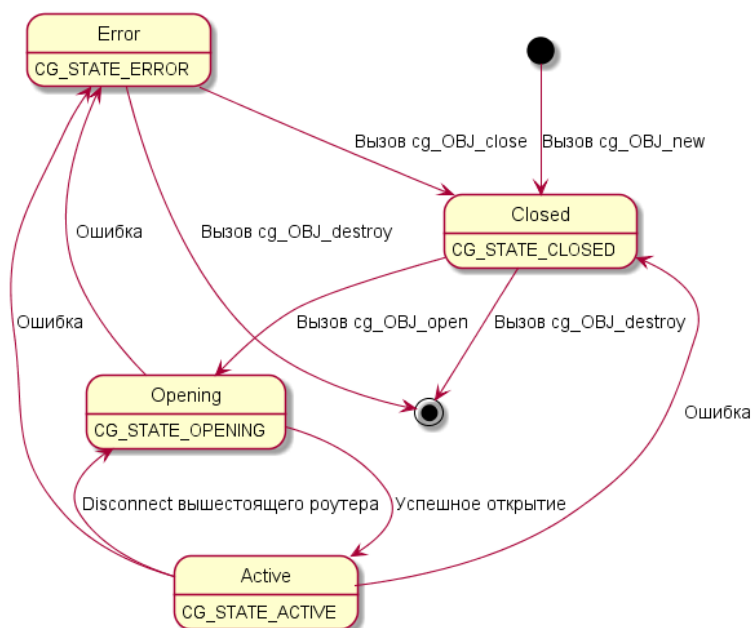 Error
CG_STATE_ERROR
Вызов cg_OBJ_close
Вызов cg_OBJ_new
Closed
CG_STATE_CLOSED
Ошибка
Вызов cg_OBJ_destroy
Ошибка
Вызов cg_OBJ_open
Вызов cg_OBJ_destroy
Opening
CG_STATE_OPENING
Ошибка
Disconnect вышестоящего роутера
Успешное открытие
Active
CG_STATE_ACTIVE